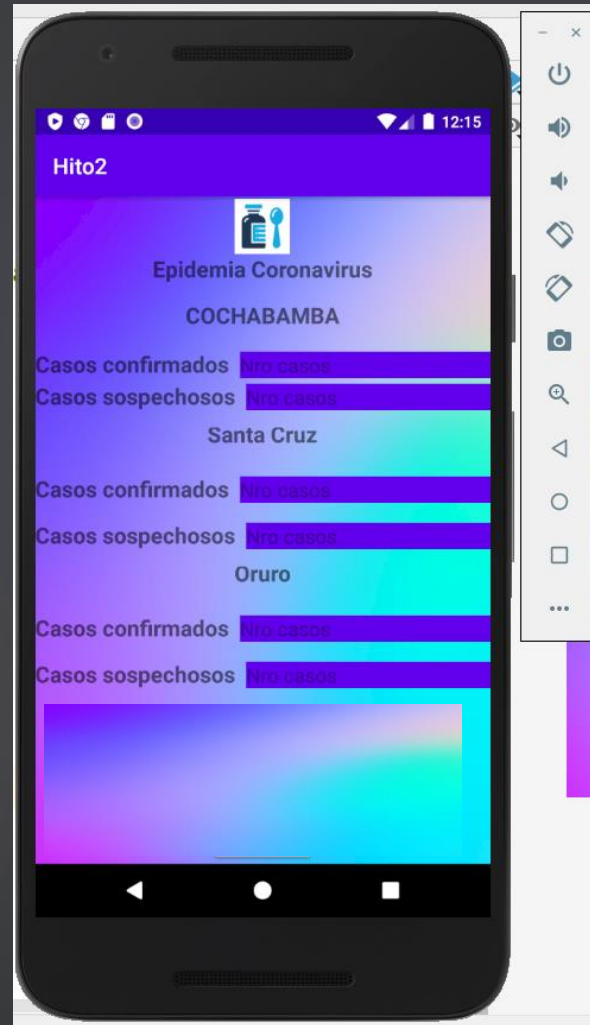 12:15
Hito2
Epidemia Coronavirus
COCHABAMBA
Casos confirmados Nro casos
Casos sospechosos Nro casos
Santa Cruz
Casos confirmados Nro casos
Casos sospechosos Nro casos
Oruro
Casos confirmados Nro casos
Casos sospechosos Nro casos